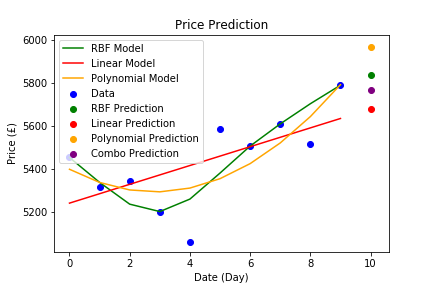 Price Prediction
6000
5800
5600
5400
5200
Price (£)
RBF Model
Linear Model
Polynomial Model
Data
RBF Prediction
Linear Prediction
Polynomial Prediction
Combo Prediction
0 2 4 6 8 10
Date (Day)